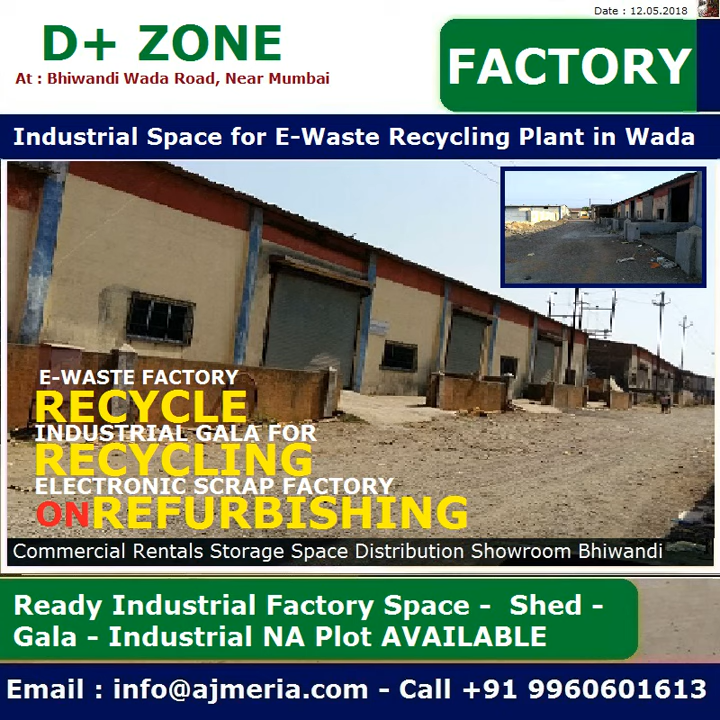 Date : 12.05.2018
D+ ZONE
At : Bhiwandi Wada Road, Near Mumbai
FACTORY
Industrial Space for E-Waste Recycling Plant in Wada
E-WASTE FACTORY
RECYCLE
INDUSTRIAL GALA FOR
RECYCLING
ELECTRONIC SCRAP FACTORY
ONREFURBISHING
Commercial Rentals Storage Space Distribution Showroom Bhiwandi
Ready Industrial Factory Space - Shed -
Gala - Industrial NA Plot AVAILABLE
Email : info@ajmeria.com - Call +91 9960601613